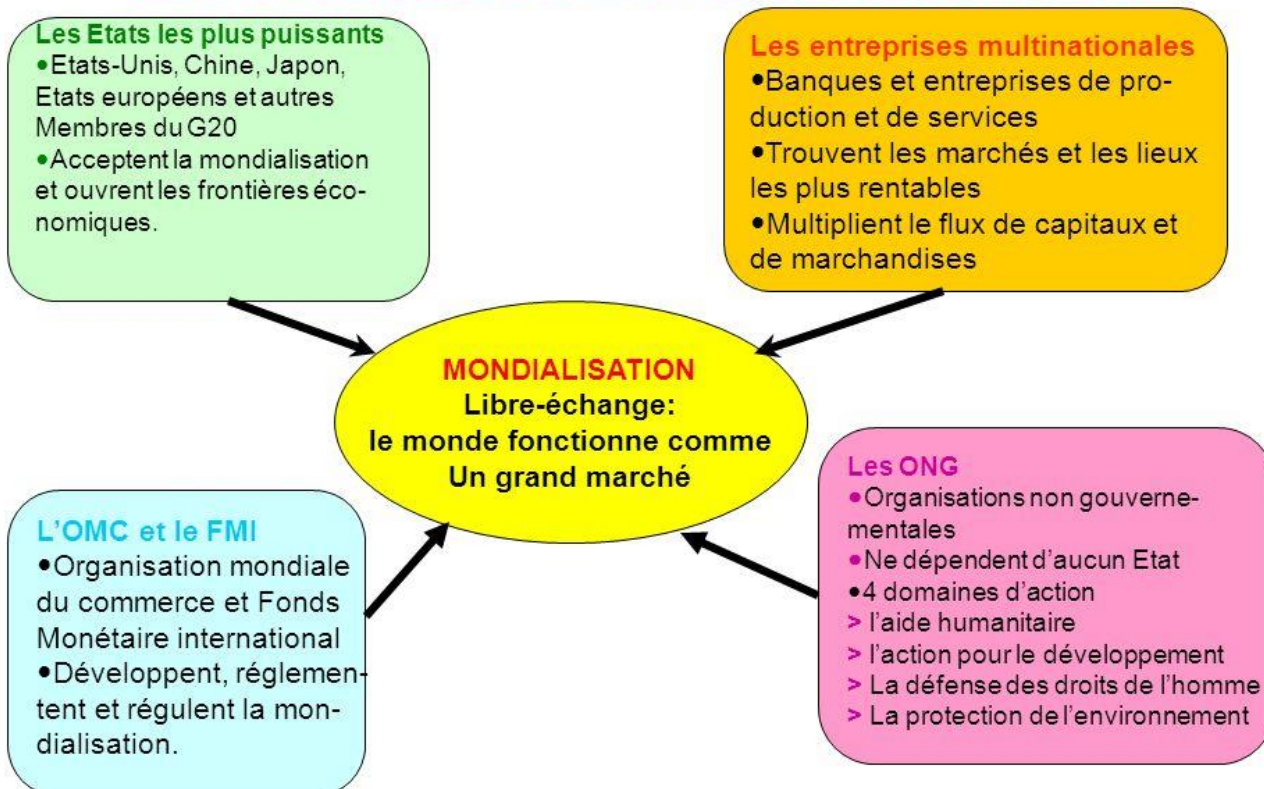 Les Etats les plus puissants
•Etats-Unis, Chine, Japon,
Etats européens et autres
Membres du G20
•Acceptent la mondialisation
et ouvrent les frontières éco-
nomiques.
Les entreprises multinationales
•Banques et entreprises de pro-
duction et de services
•Trouvent les marchés et les lieux
les plus rentables
•Multiplient le flux de capitaux et
de marchandises
MONDIALISATION
Libre-échange:
le monde fonctionne comme
Un grand marché
L'OMC et le FMI
•Organisation mondiale
du commerce et Fonds
Monétaire international
•Développent, réglemen-
tent et régulent la mon-
dialisation.
Les ONG
•Organisations non gouverne-
mentales
•Ne dépendent d'aucun Etat
•4 domaines d'action
> l'aide humanitaire
> l'action pour le développement
> La défense des droits de l'homme
> La protection de l'environnement